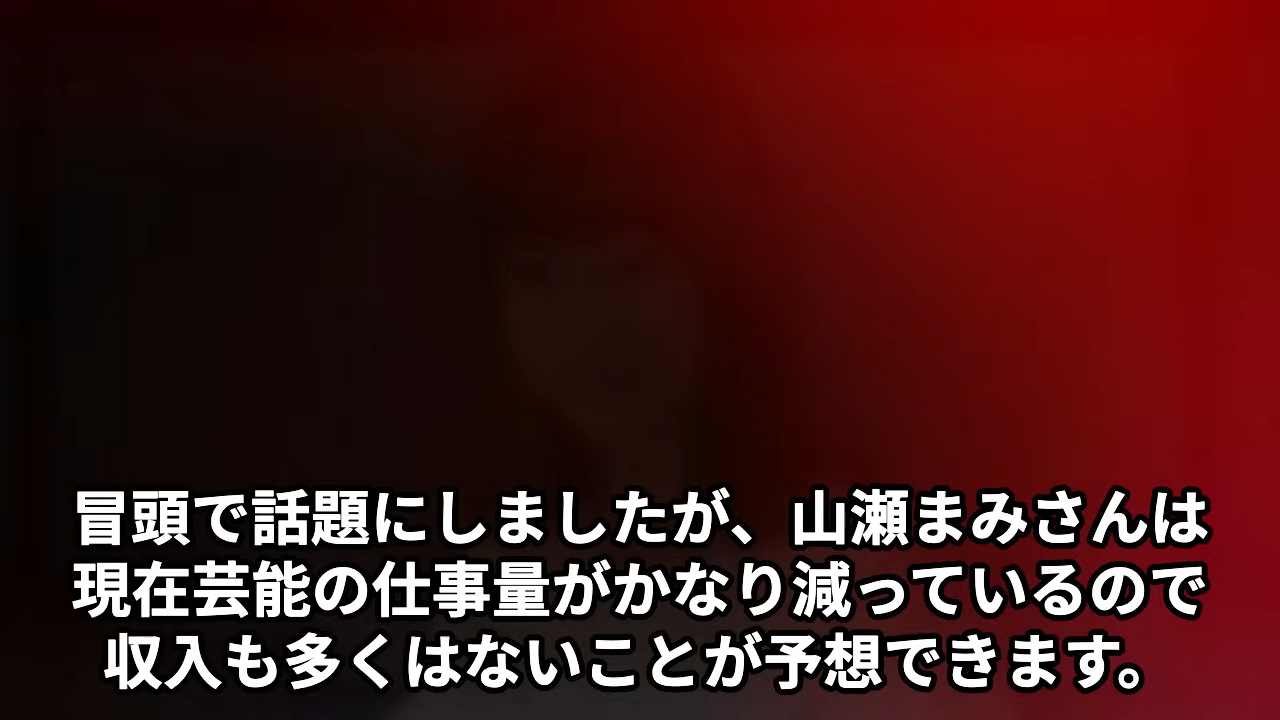 冒頭で話題にしましたが、山瀬まみさんは
現在芸能の仕事量がかなり減っているので
収入も多くはないことが予想できます。